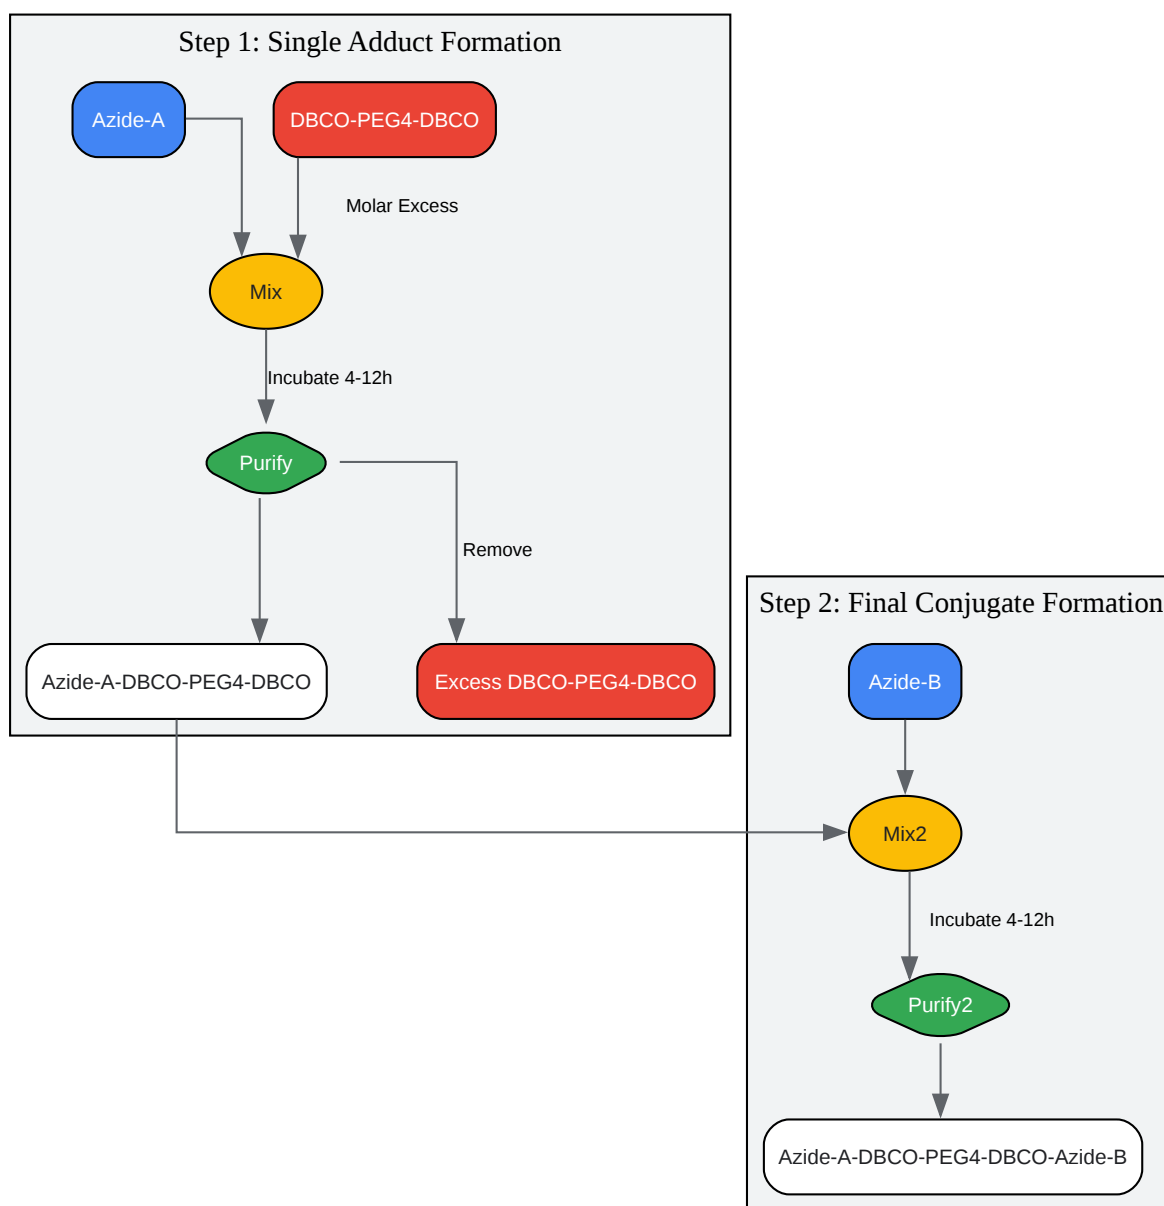 Step 1: Single Adduct Formation
Azide-A
DBCO-PEG4-DBCO
Molar Excess
Mix
Incubate 4-12h
Purify
Remove
Azide-A-DBCO-PEG4-DBCO
Excess DBCO-PEG4-DBCO
Step 2: Final Conjugate Formation
Azide-B
Mix2
Incubate 4-12h
Purify2
Azide-A-DBCO-PEG4-DBCO-Azide-B